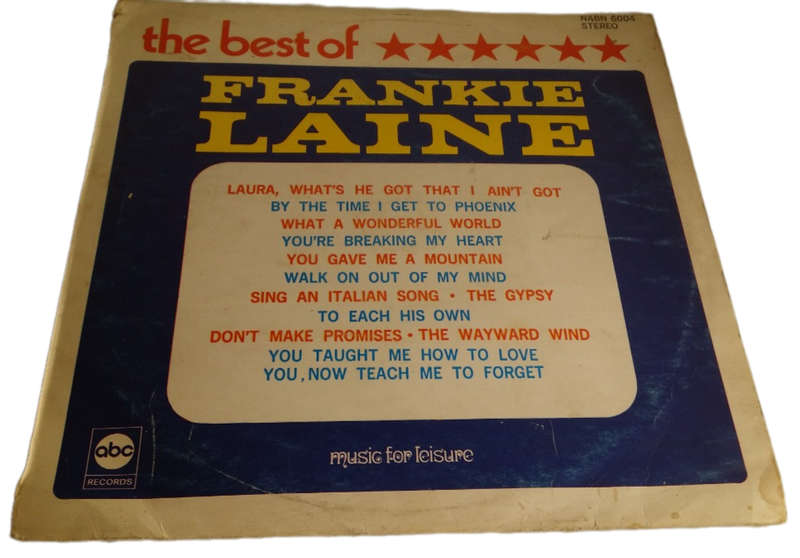 NABN 6004
STEREO
the best of
FRANKIE
LAINE
LAURA, WHAT'S HE GOT THAT I AIN'T GOT
BY THE TIME I GET TO PHOENIX
WHAT A WONDERFUL WORLD
YOU'RE BREAKING MY HEART
YOU GAVE ME A MOUNTAIN
WALK ON OUT OF MY MIND
SING AN ITALIAN SONG • THE GYPSY
TO EACH HIS OWN
DON'T MAKE PROMISES • THE WAYWARD WIND
YOU TAUGHT ME HOW TO LOVE
YOU, NOW TEACH ME TO FORGET
abc
RECORDS
music for leisure